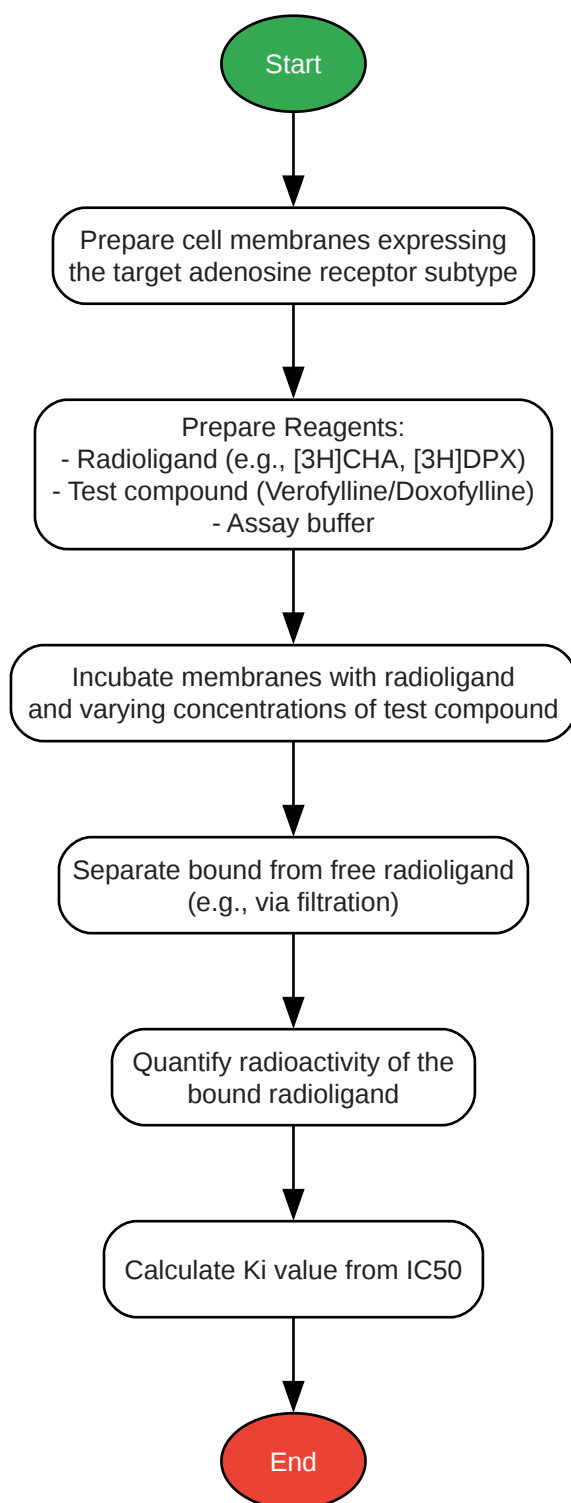 Start
Prepare cell membranes expressing
the target adenosine receptor subtype
Prepare Reagents:
- Radioligand (e.g., [3H]CHA, [3H]DPX)
- Test compound (Verofylline/Doxofylline)
- Assay buffer
Incubate membranes with radioligand
and varying concentrations of test compound
Separate bound from free radioligand
(e.g., via filtration)
Quantify radioactivity of the
bound radioligand
Calculate Ki value from IC50
End